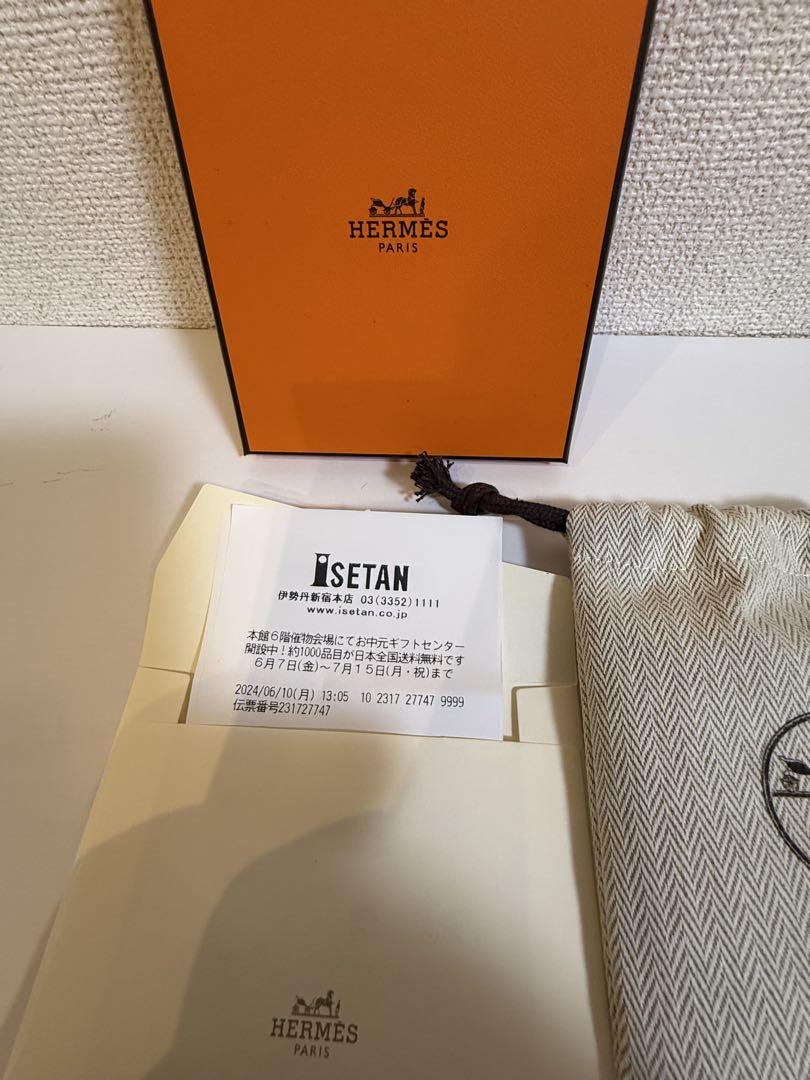 HERMÈS
PARIS
ISETAN
伊勢丹新宿本店 03(3352)1111
www.isetan.co.jp
本館6階催物会場にてお中元ギフトセンター
開設中!約1000品目が日本全国送料無料です
6月7日(金)~7月15日(月・祝)まで
2024/06/10(月) 13:05 10 2317 27747 9999
伝票番号231727747
HERMÈS
PARIS